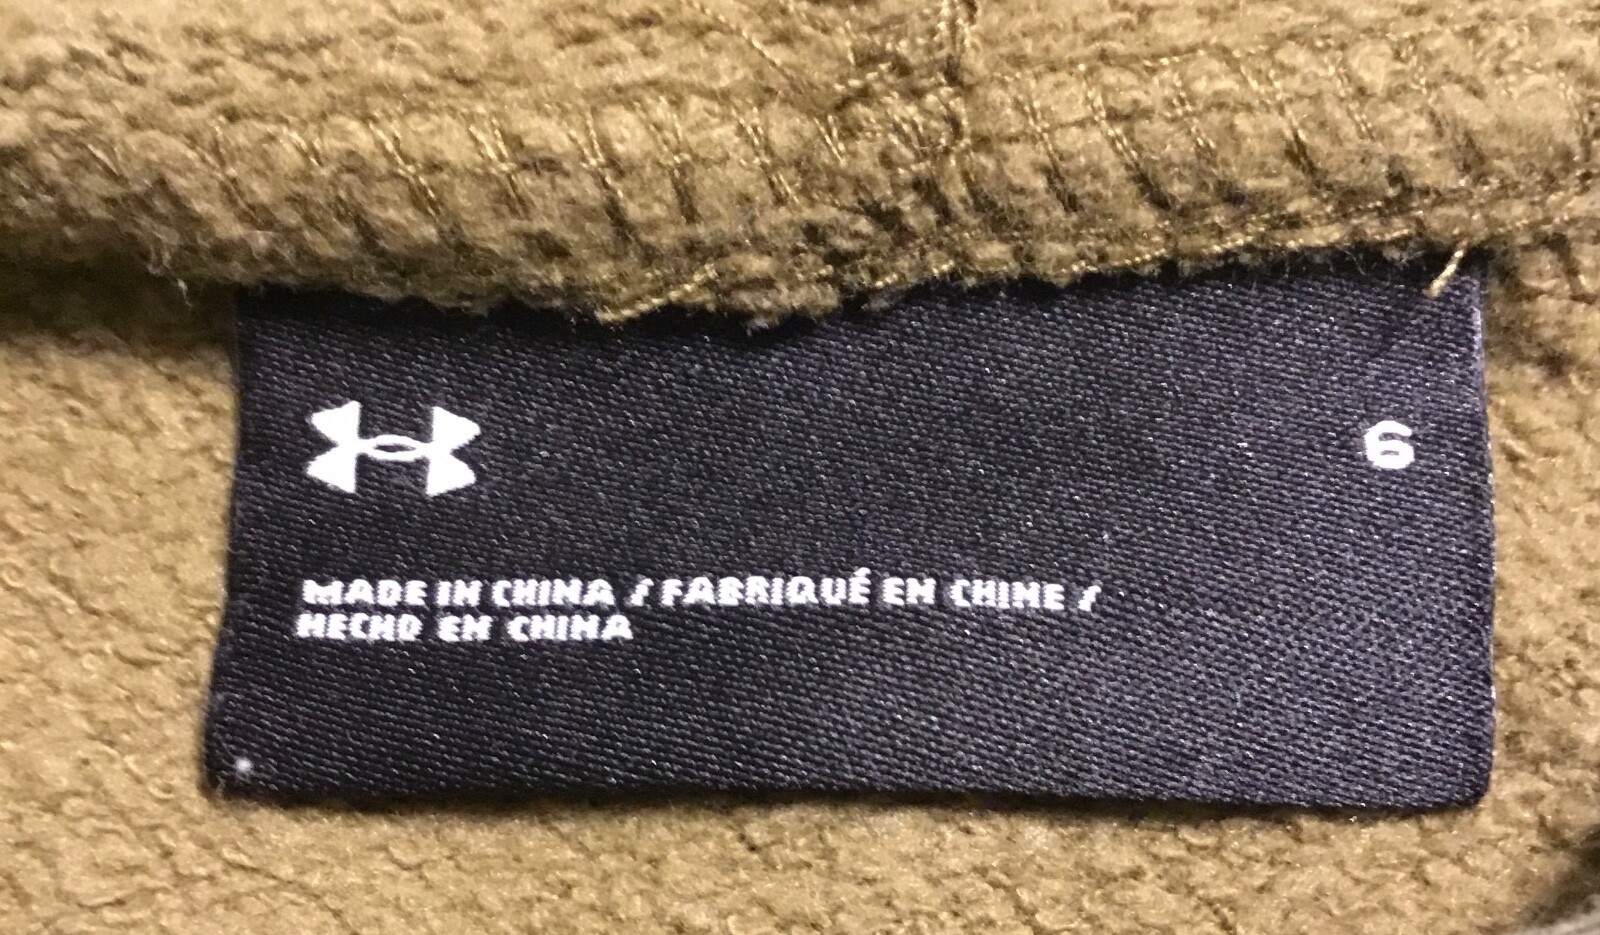 6
MADE IN CHINA / FABRIQUÉ EN CHINE /
HECHO EN CHINA